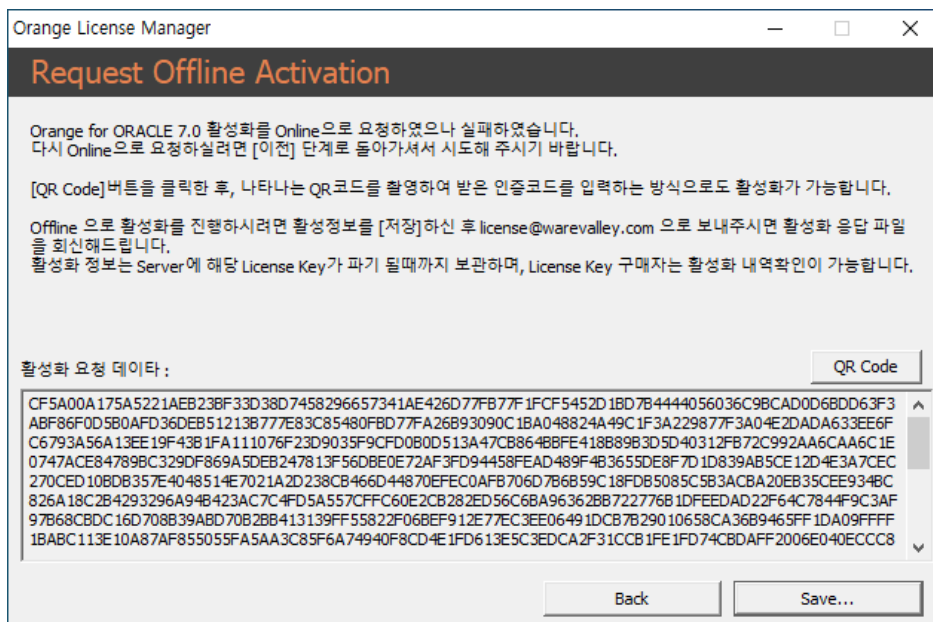 Orange License Manager
Request Offline Activation
Orange for ORACLE 7.0 활성화를 Online으로 요청하였으나 실패하였습니다.
다시 Online으로 요청하실려면 [이전] 단계로 돌아가셔서 시도해 주시기 바랍니다.
[QR Code]버튼을 클릭한 후, 나타나는 QR코드를 촬영하여 받은 인증코드를 입력하는 방식으로도 활성화가 가능합니다.
Offline 으로 활성화를 진행하시려면 활성정보를 [저장]하신 후 license@warevalley.com 으로 보내주시면 활성화 응답 파일
을 회신해드립니다.
활성화 정보는 Server에 해당 License Key가 파기 될때까지 보관하며, License Key 구매자는 활성화 내역확인이 가능합니다.
활성화 요청 데이타 :
QR Code
CF5A00A175A5221AEB23BF33D38D7458296657341AE426D77FB77F1FCF5452D1BD7B4444056036C9BCAD0D6BDD63F3
ABF86F0D5B0AFD36DEB51213B777E83C85480FBD77FA26B93090C1BA048824A49C1F3A229877F3A04E2DADA633EE6F
C6793A56A13EE19F43B1FA111076F23D9035F9CFD0B0D513A47CB864BBFE418B89B3D5D40312FB72C992AA6CAA6C1E
0747ACE84789BC329DF869A5DEB247813F56DBE0E72AF3FD94458FEAD489F4B3655DE8F7D1D839AB5CE12D4E3A7CEC
270CED10BDB357E4048514E7021A2D238CB466D44870EFEC0AFB706D7B6B59C18FDB5085C5B3ACBA20EB35CEE934BC
826A18C2B4293296A94B423AC7C4FD5A557CFFC60E2CB282ED56C6BA96362BB722776B1DFEEDAD22F64C7844F9C3AF
97B68CBDC16D708B39ABD70B2BB413139FF55822F06BEF912E77EC3EE06491DCB7B29010658CA36B9465FF1DA09FFFF
1BABC113E10A87AF855055FA5AA3C85F6A74940F8CD4E1FD613E5C3EDCA2F31CCB1FE1FD74CBDAFF2006E040ECCC8
Back
Save...